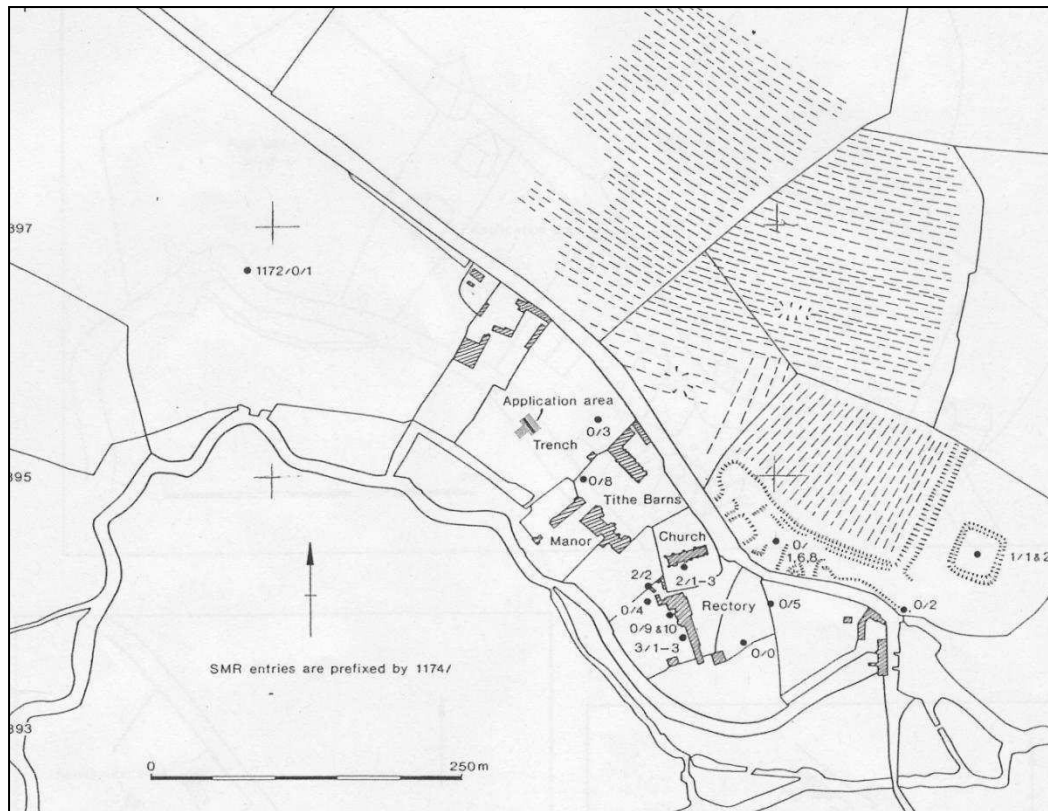 397
1172/0/1
Application area
0/3
Trench
395
0/8
Tithe Barns
Manor
Church
0/
1,6,8
1/1&2
2/2
2/1-3
0/4
Rectory
0/5
0/2
0/9&10
3/1-3
0/0
SMR entries are prefixed by 1174/
393
0
250m